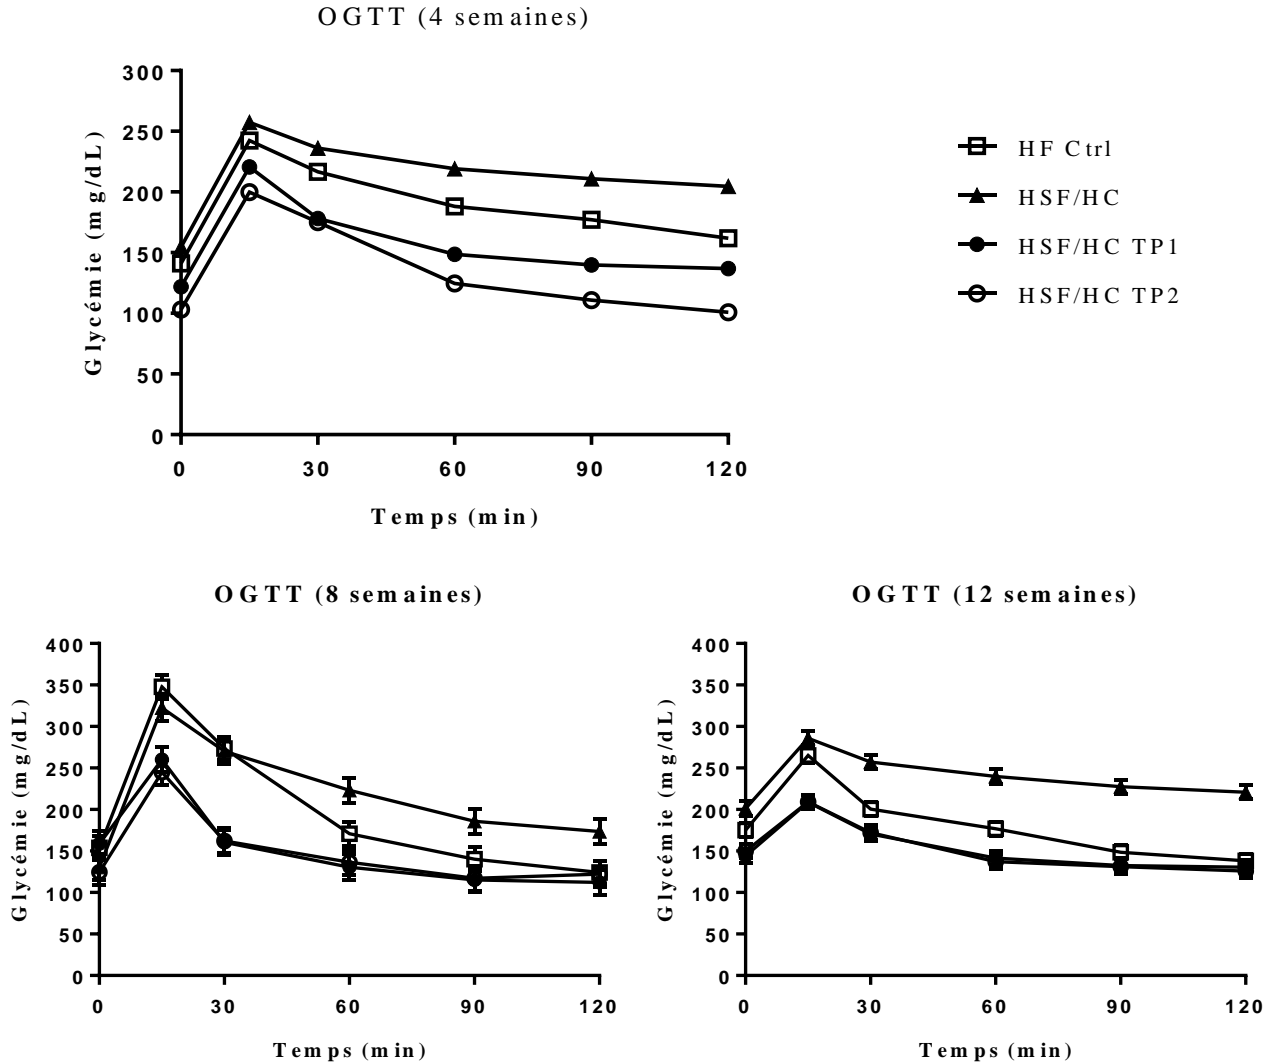 OGTT (4 semaines)
300
250
200
150
100
50
0
Glycémie (mg/dL)
0 30 60 90 120
Temps (min)
HF Ctrl
HSF/HC
HSF/HC TP1
HSF/HC TP2
OGTT (8 semaines)
400
350
300
250
200
150
100
50
0
Glycémie (mg/dL)
0 30 60 90 120
Temps (min)
OGTT (12 semaines)
400
350
300
250
200
150
100
50
0
Glycémie (mg/dL)
0 30 60 90 120
Temps (min)